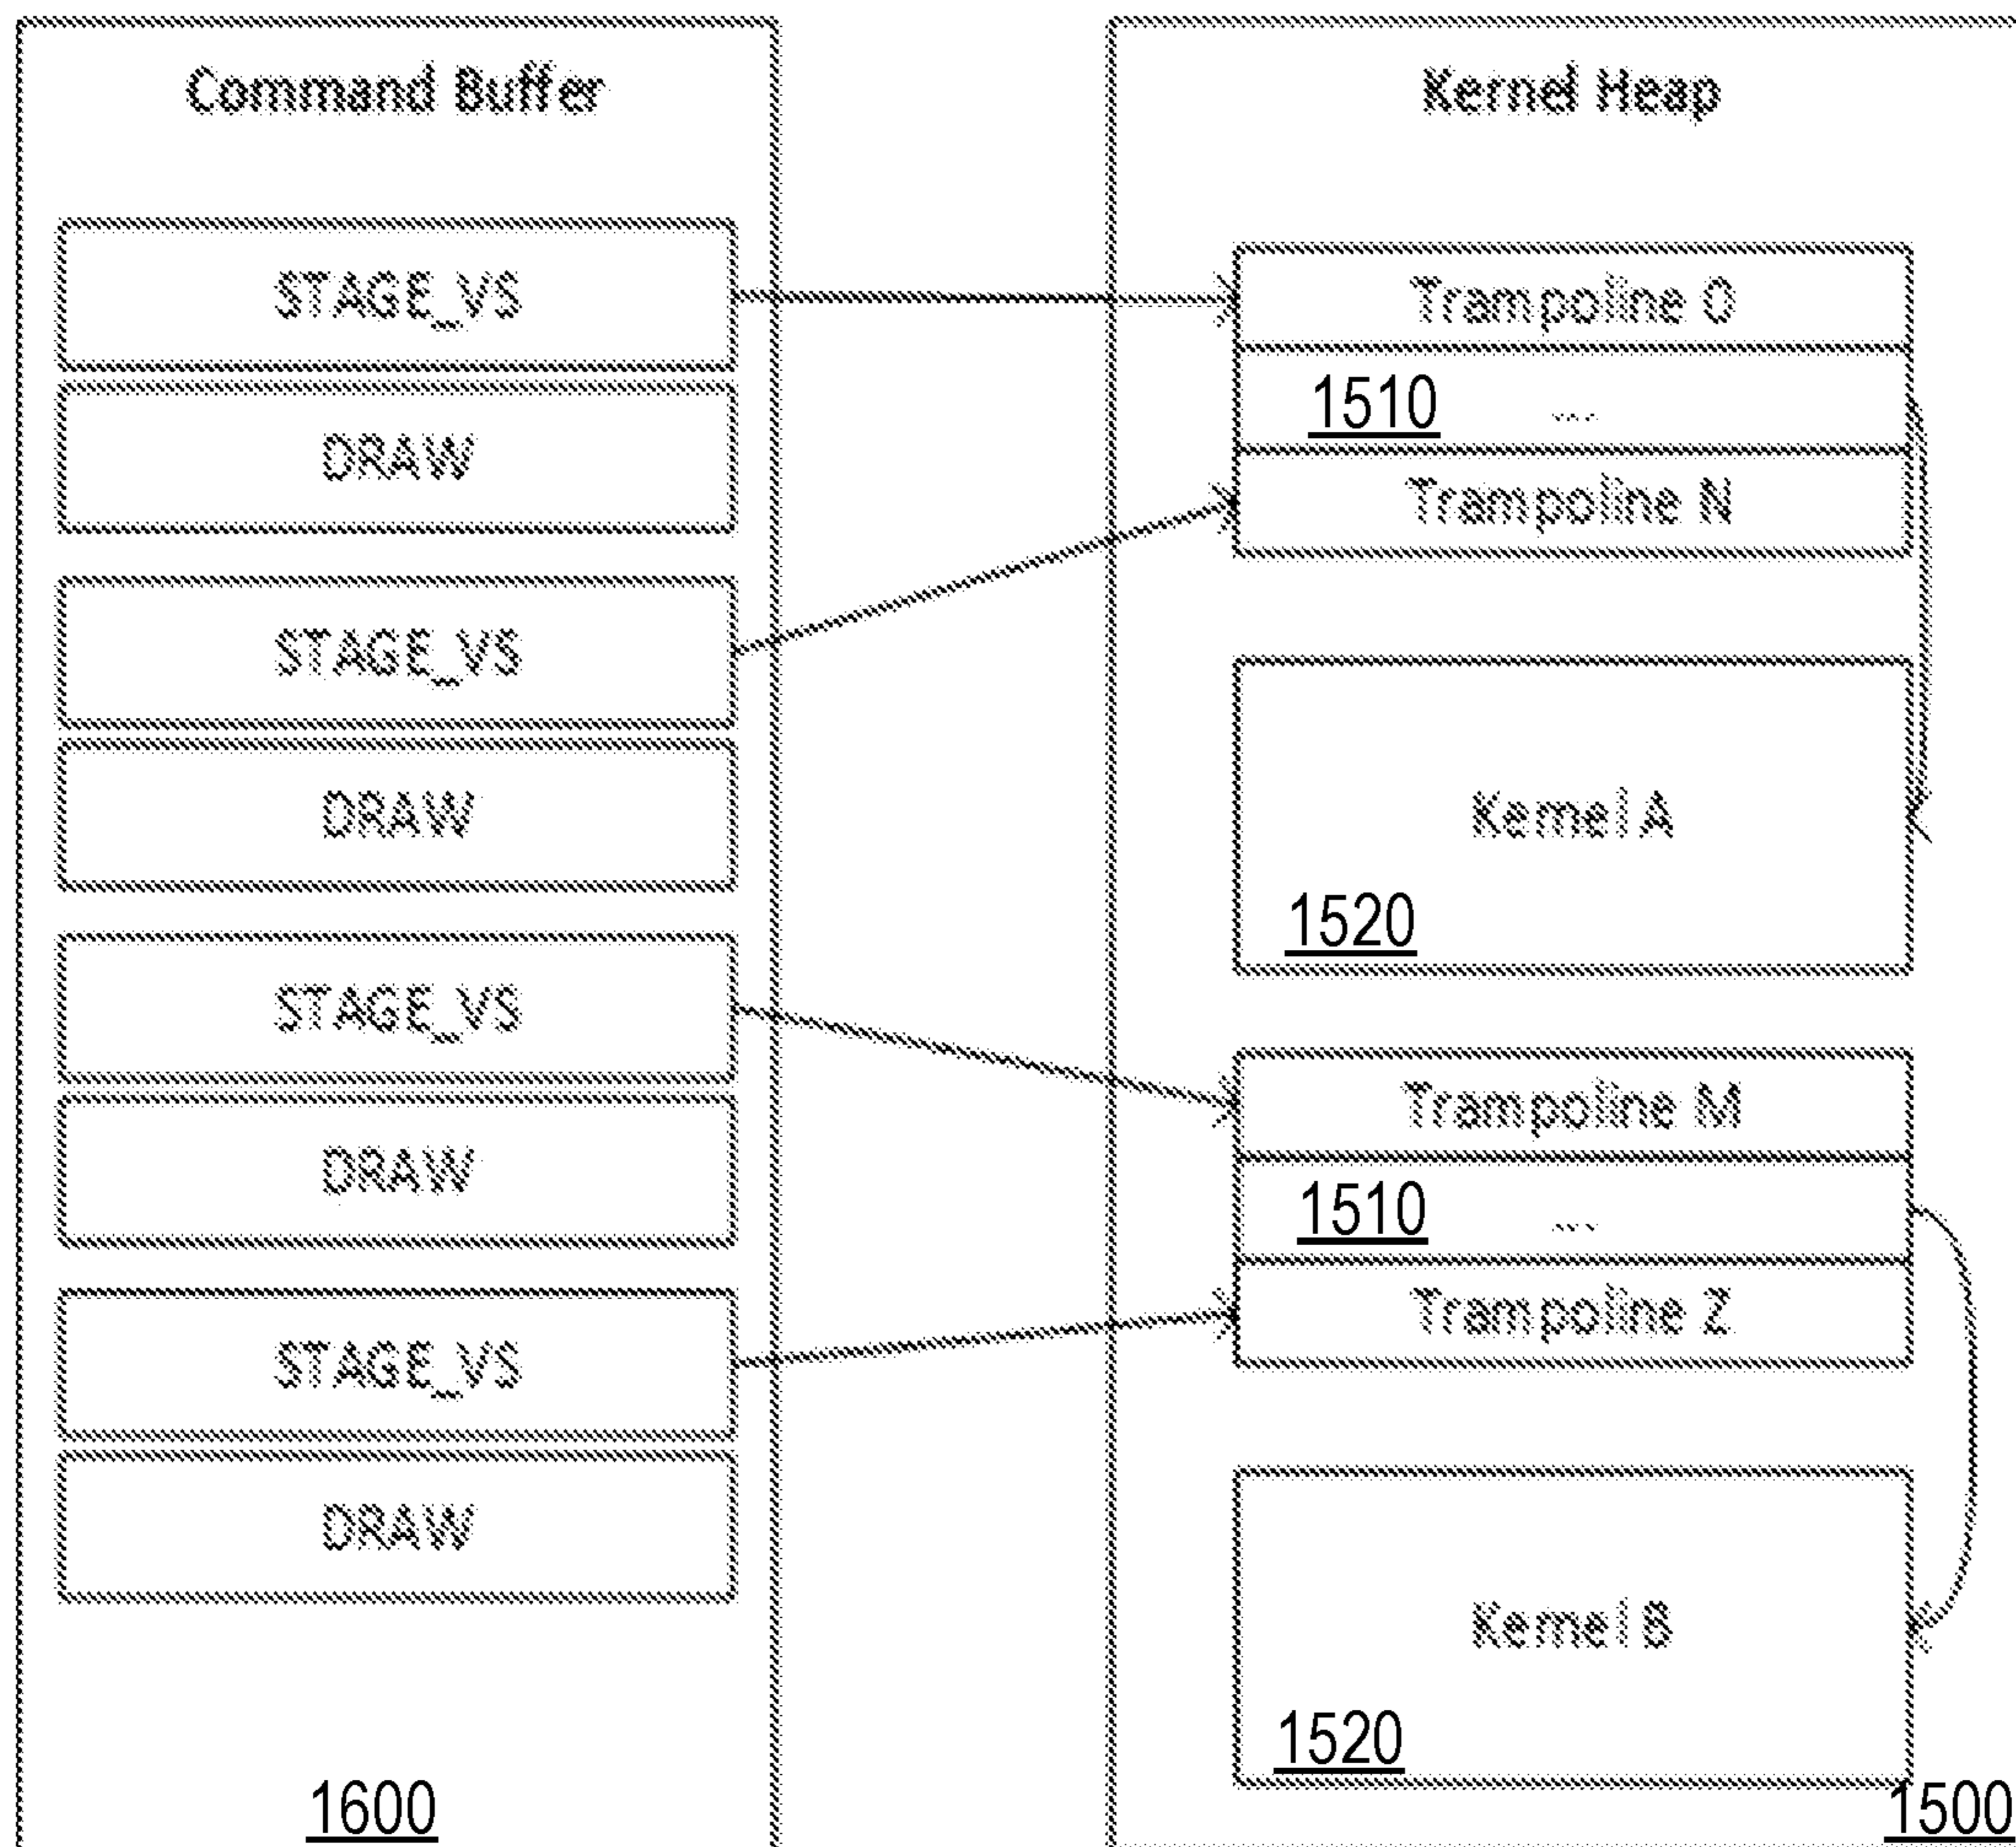 Command Buffer
STAGE_VS
DRAW
STAGE_VS
DRAW
STAGE_VS
DRAW
STAGE_VS
DRAW
1600
Kernel Heap
Trampoline 0
1510 ...
Trampoline N
Kernel A
1520
Trampoline M
1510 ...
Trampoline Z
Kernel B
1520
1500